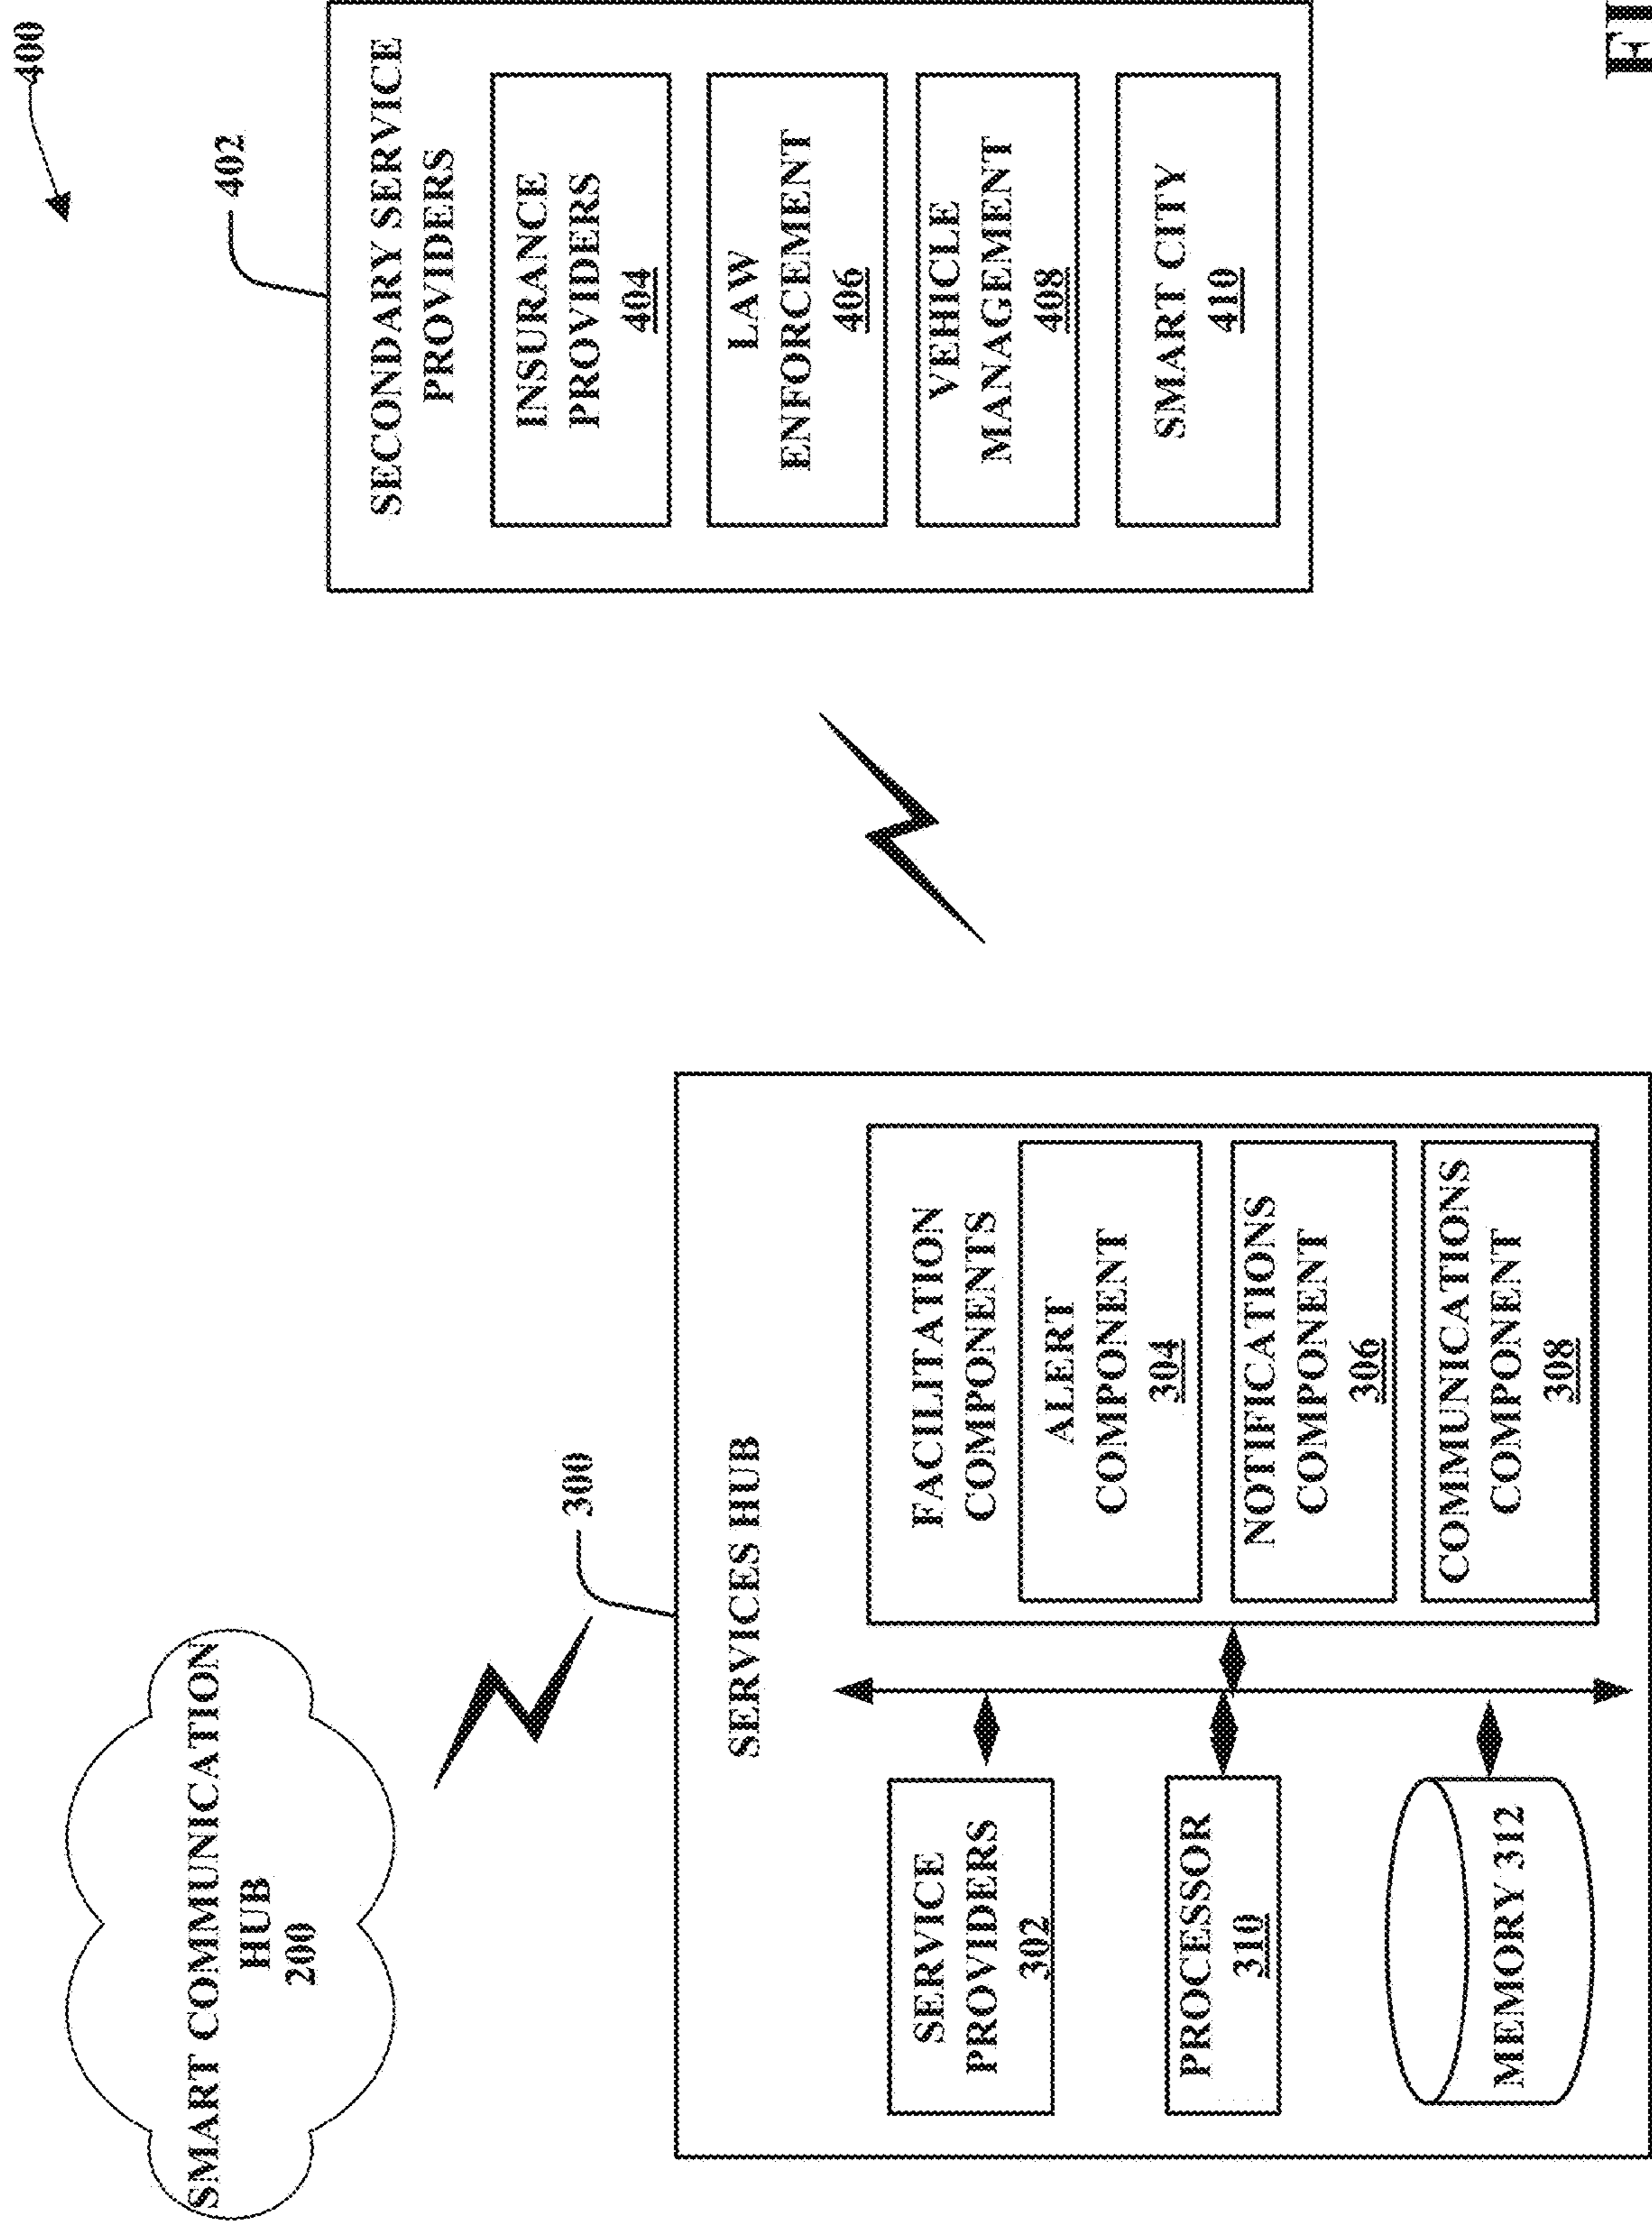 400
SMART COMMUNICATION
HUB
200
402
SECONDARY SERVICE
PROVIDERS
INSURANCE
PROVIDERS
404
LAW
ENFORCEMENT
406
VEHICLE
MANAGEMENT
408
SMART CITY
410
300
SERVICES HUB
SERVICE
PROVIDERS
302
PROCESSOR
310
MEMORY 312
FACILITATION
COMPONENTS
ALERT
COMPONENT
304
NOTIFICATIONS
COMPONENT
306
COMMUNICATIONS
COMPONENT
308